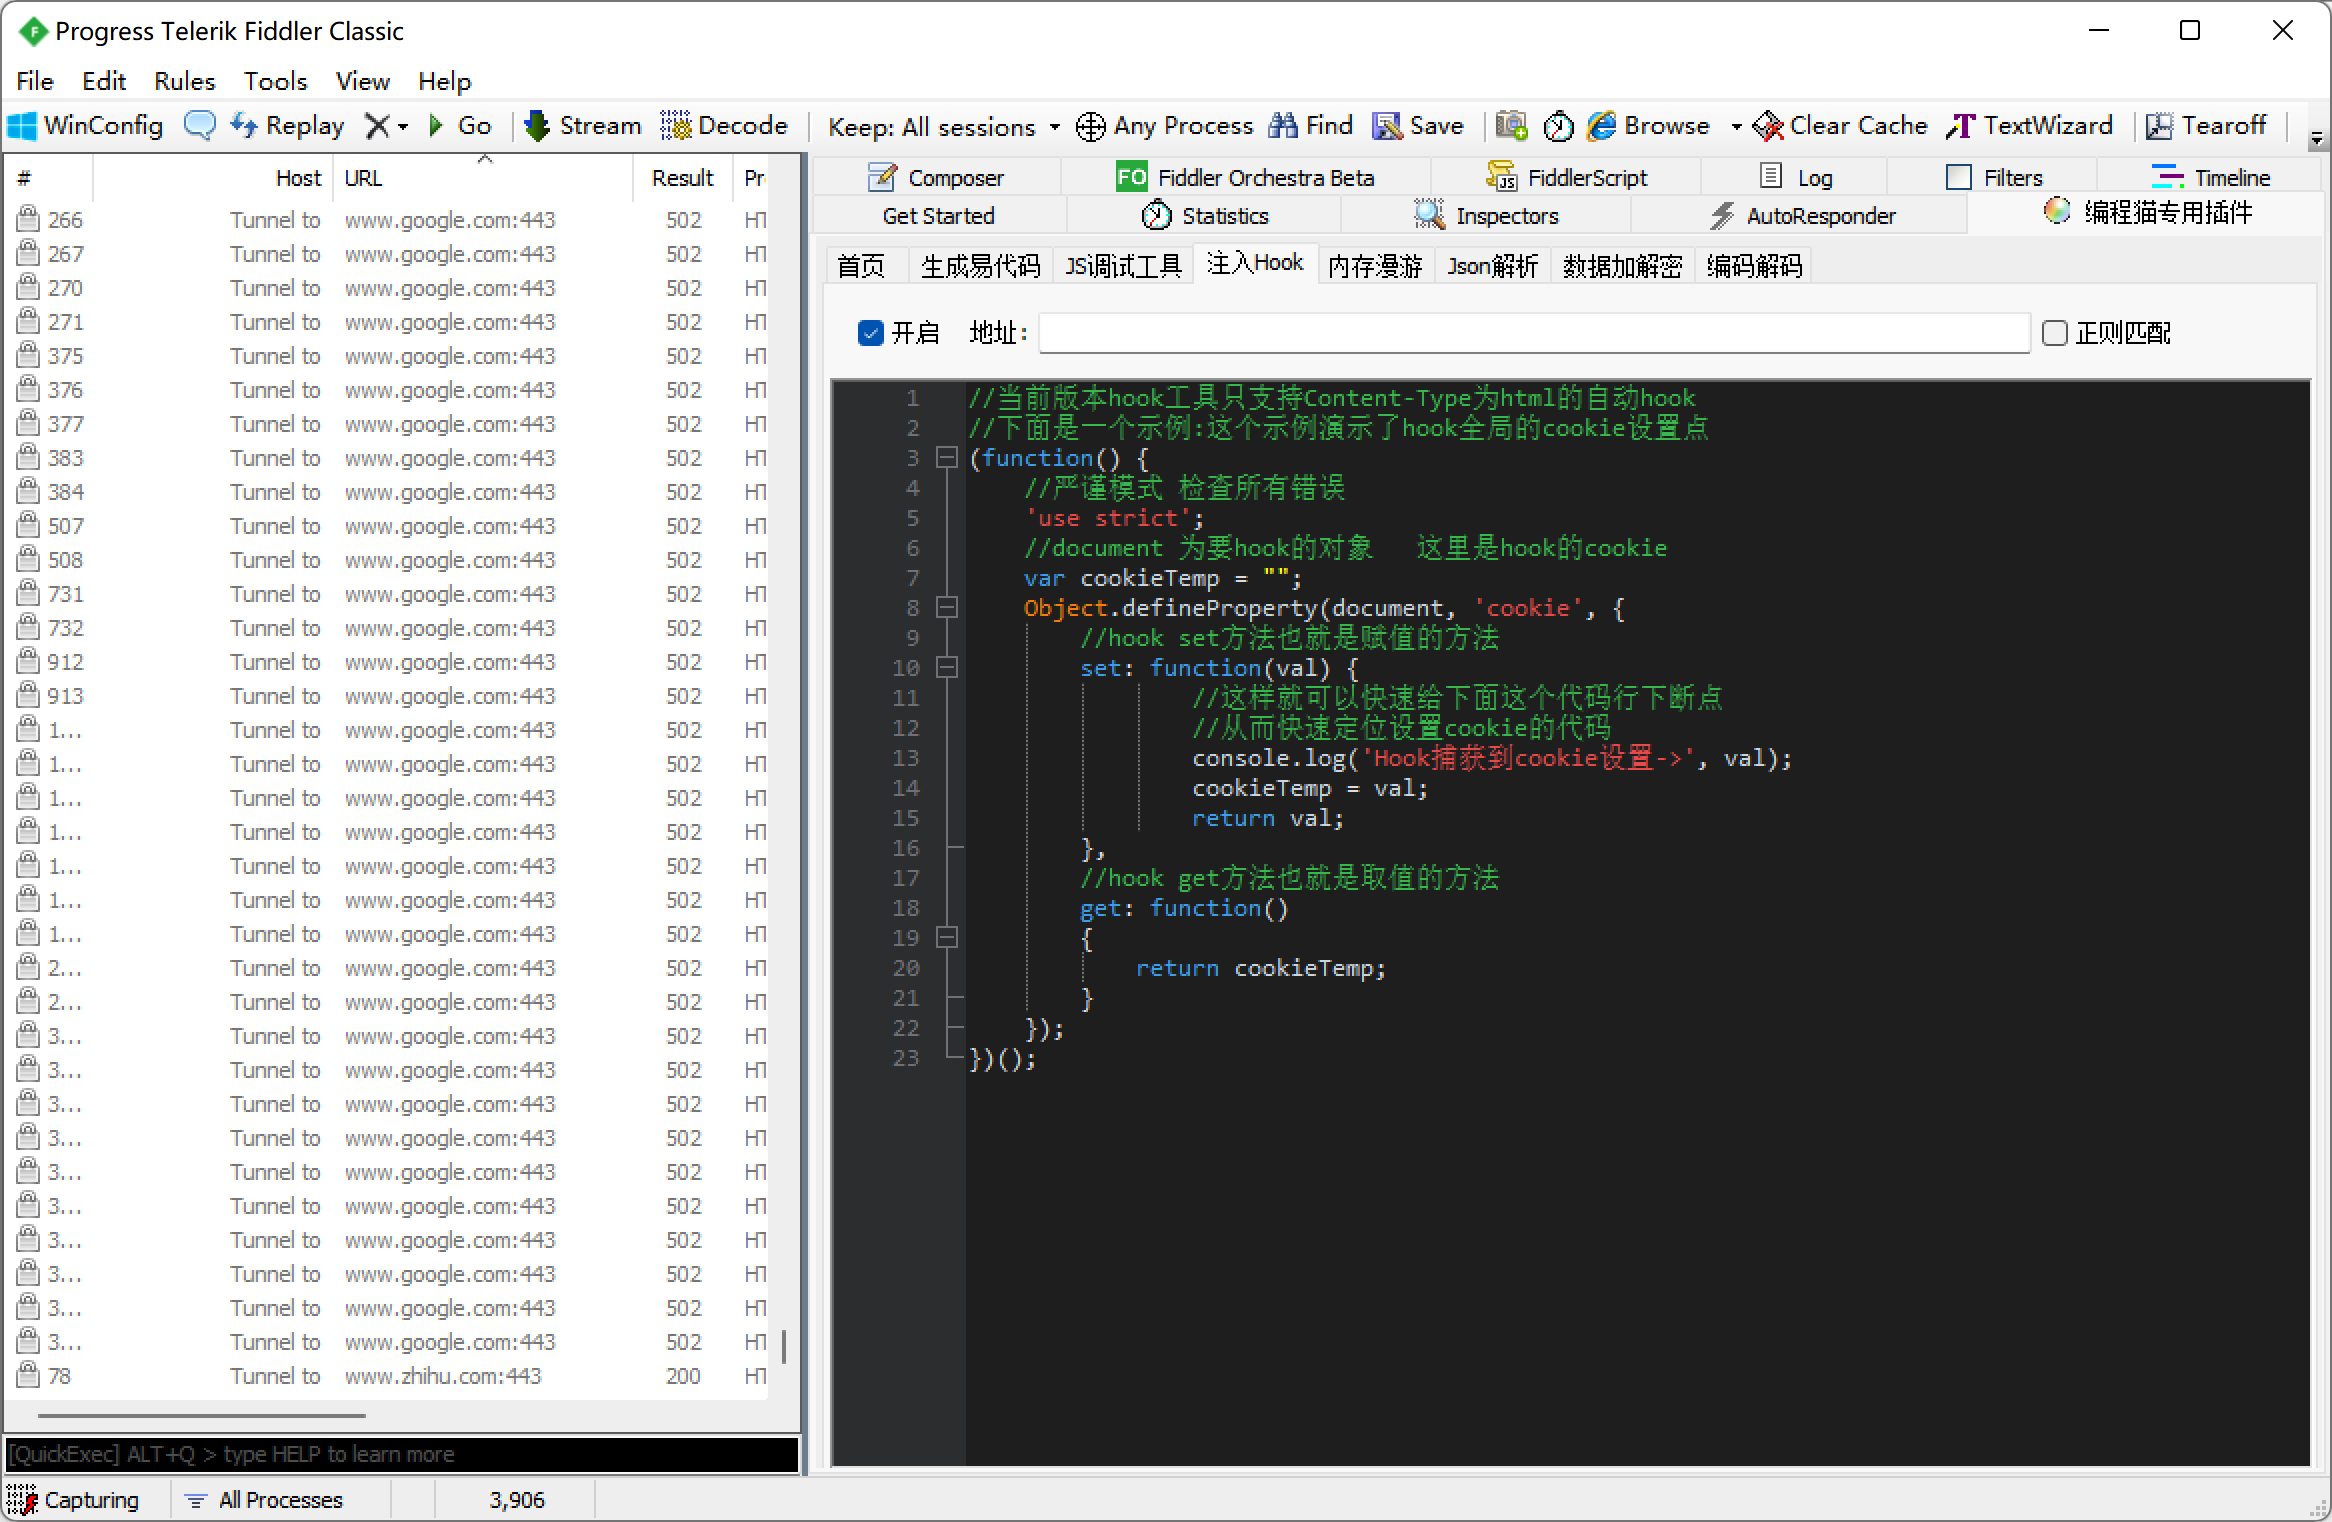 Progress Telerik Fiddler Classic
File Edit Rules Tools View Help
WinConfig Replay Go Stream Decode Keep: All sessions Any Process Find Save Browse Clear Cache TextWizard Tearoff
# Host URL Result Pr
266 Tunnel to www.google.com:443 502 HT
267 Tunnel to www.google.com:443 502 HT
270 Tunnel to www.google.com:443 502 HT
271 Tunnel to www.google.com:443 502 HT
375 Tunnel to www.google.com:443 502 HT
376 Tunnel to www.google.com:443 502 HT
377 Tunnel to www.google.com:443 502 HT
383 Tunnel to www.google.com:443 502 HT
384 Tunnel to www.google.com:443 502 HT
507 Tunnel to www.google.com:443 502 HT
508 Tunnel to www.google.com:443 502 HT
731 Tunnel to www.google.com:443 502 HT
732 Tunnel to www.google.com:443 502 HT
912 Tunnel to www.google.com:443 502 HT
913 Tunnel to www.google.com:443 502 HT
1... Tunnel to www.google.com:443 502 HT
1... Tunnel to www.google.com:443 502 HT
1... Tunnel to www.google.com:443 502 HT
1... Tunnel to www.google.com:443 502 HT
1... Tunnel to www.google.com:443 502 HT
1... Tunnel to www.google.com:443 502 HT
1... Tunnel to www.google.com:443 502 HT
2... Tunnel to www.google.com:443 502 HT
2... Tunnel to www.google.com:443 502 HT
3... Tunnel to www.google.com:443 502 HT
3... Tunnel to www.google.com:443 502 HT
3... Tunnel to www.google.com:443 502 HT
3... Tunnel to www.google.com:443 502 HT
3... Tunnel to www.google.com:443 502 HT
3... Tunnel to www.google.com:443 502 HT
3... Tunnel to www.google.com:443 502 HT
3... Tunnel to www.google.com:443 502 HT
3... Tunnel to www.google.com:443 502 HT
3... Tunnel to www.google.com:443 502 HT
78 Tunnel to www.zhihu.com:443 200 HT
[QuickExec] ALT+Q > type HELP to learn more
Capturing All Processes 3,906
Composer FO Fiddler Orchestra Beta FiddlerScript Log Filters Timeline
Get Started Statistics Inspectors AutoResponder 编程猫专用插件
首页 生成易代码 JS调试工具 注入Hook 内存漫游 Json解析 数据加解密 编码解码
开启 地址: 正则匹配
1 //当前版本hook工具只支持Content-Type为html的自动hook
2 //下面是一个示例:这个示例演示了hook全局的cookie设置点
3 (function() {
4 //严谨模式 检查所有错误
5 'use strict';
6 //document 为要hook的对象 这里是hook的cookie
7 var cookieTemp = "";
8 Object.defineProperty(document, 'cookie', {
9 //hook set方法也就是赋值的方法
10 set: function(val) {
11 //这样就可以快速给下面这个代码行下断点
12 //从而快速定位设置cookie的代码
13 console.log('Hook捕获到cookie设置->', val);
14 cookieTemp = val;
15 return val;
16 },
17 //hook get方法也就是取值的方法
18 get: function()
19 {
20 return cookieTemp;
21 }
22 });
23 })();